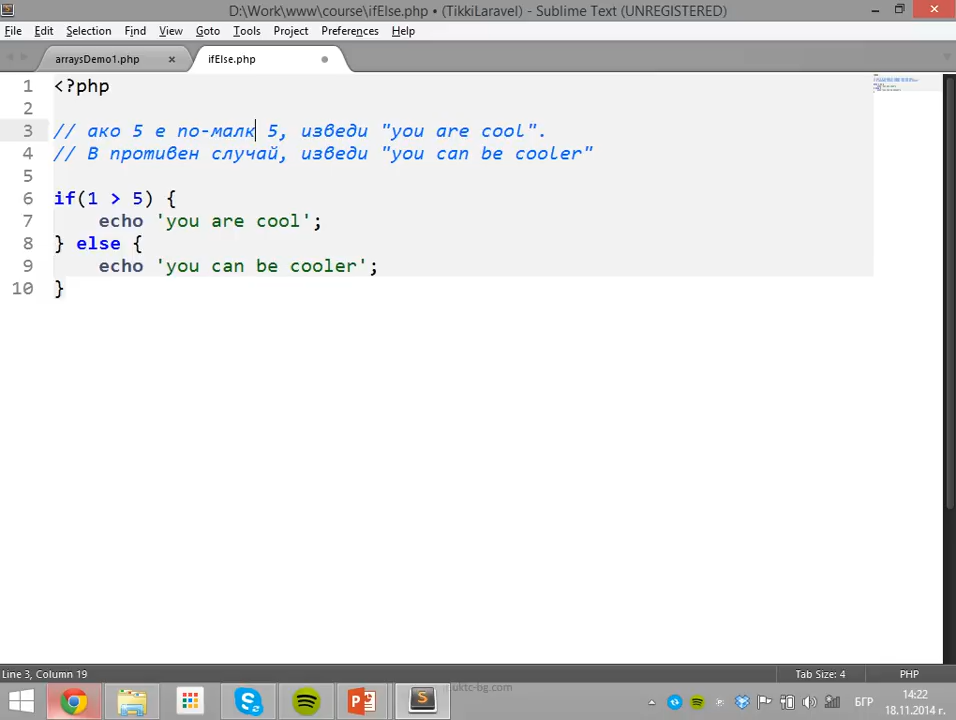 D:\Work\www\course\ifElse.php • (TikkiLaravel) - Sublime Text (UNREGISTERED)
File Edit Selection Find View Goto Tools Project Preferences Help
arraysDemo1.php × ifElse.php
1 <?php
2
3 // ако 5 е по-малк 5, изведи "you are cool".
4 // В противен случай, изведи "you can be cooler"
5
6 if(1 > 5) {
7 echo 'you are cool';
8 } else {
9 echo 'you can be cooler';
10 }
Line 3, Column 19 Tab Size: 4 PHP
uktc-bg.com
БГР 14:22
18.11.2014 г.